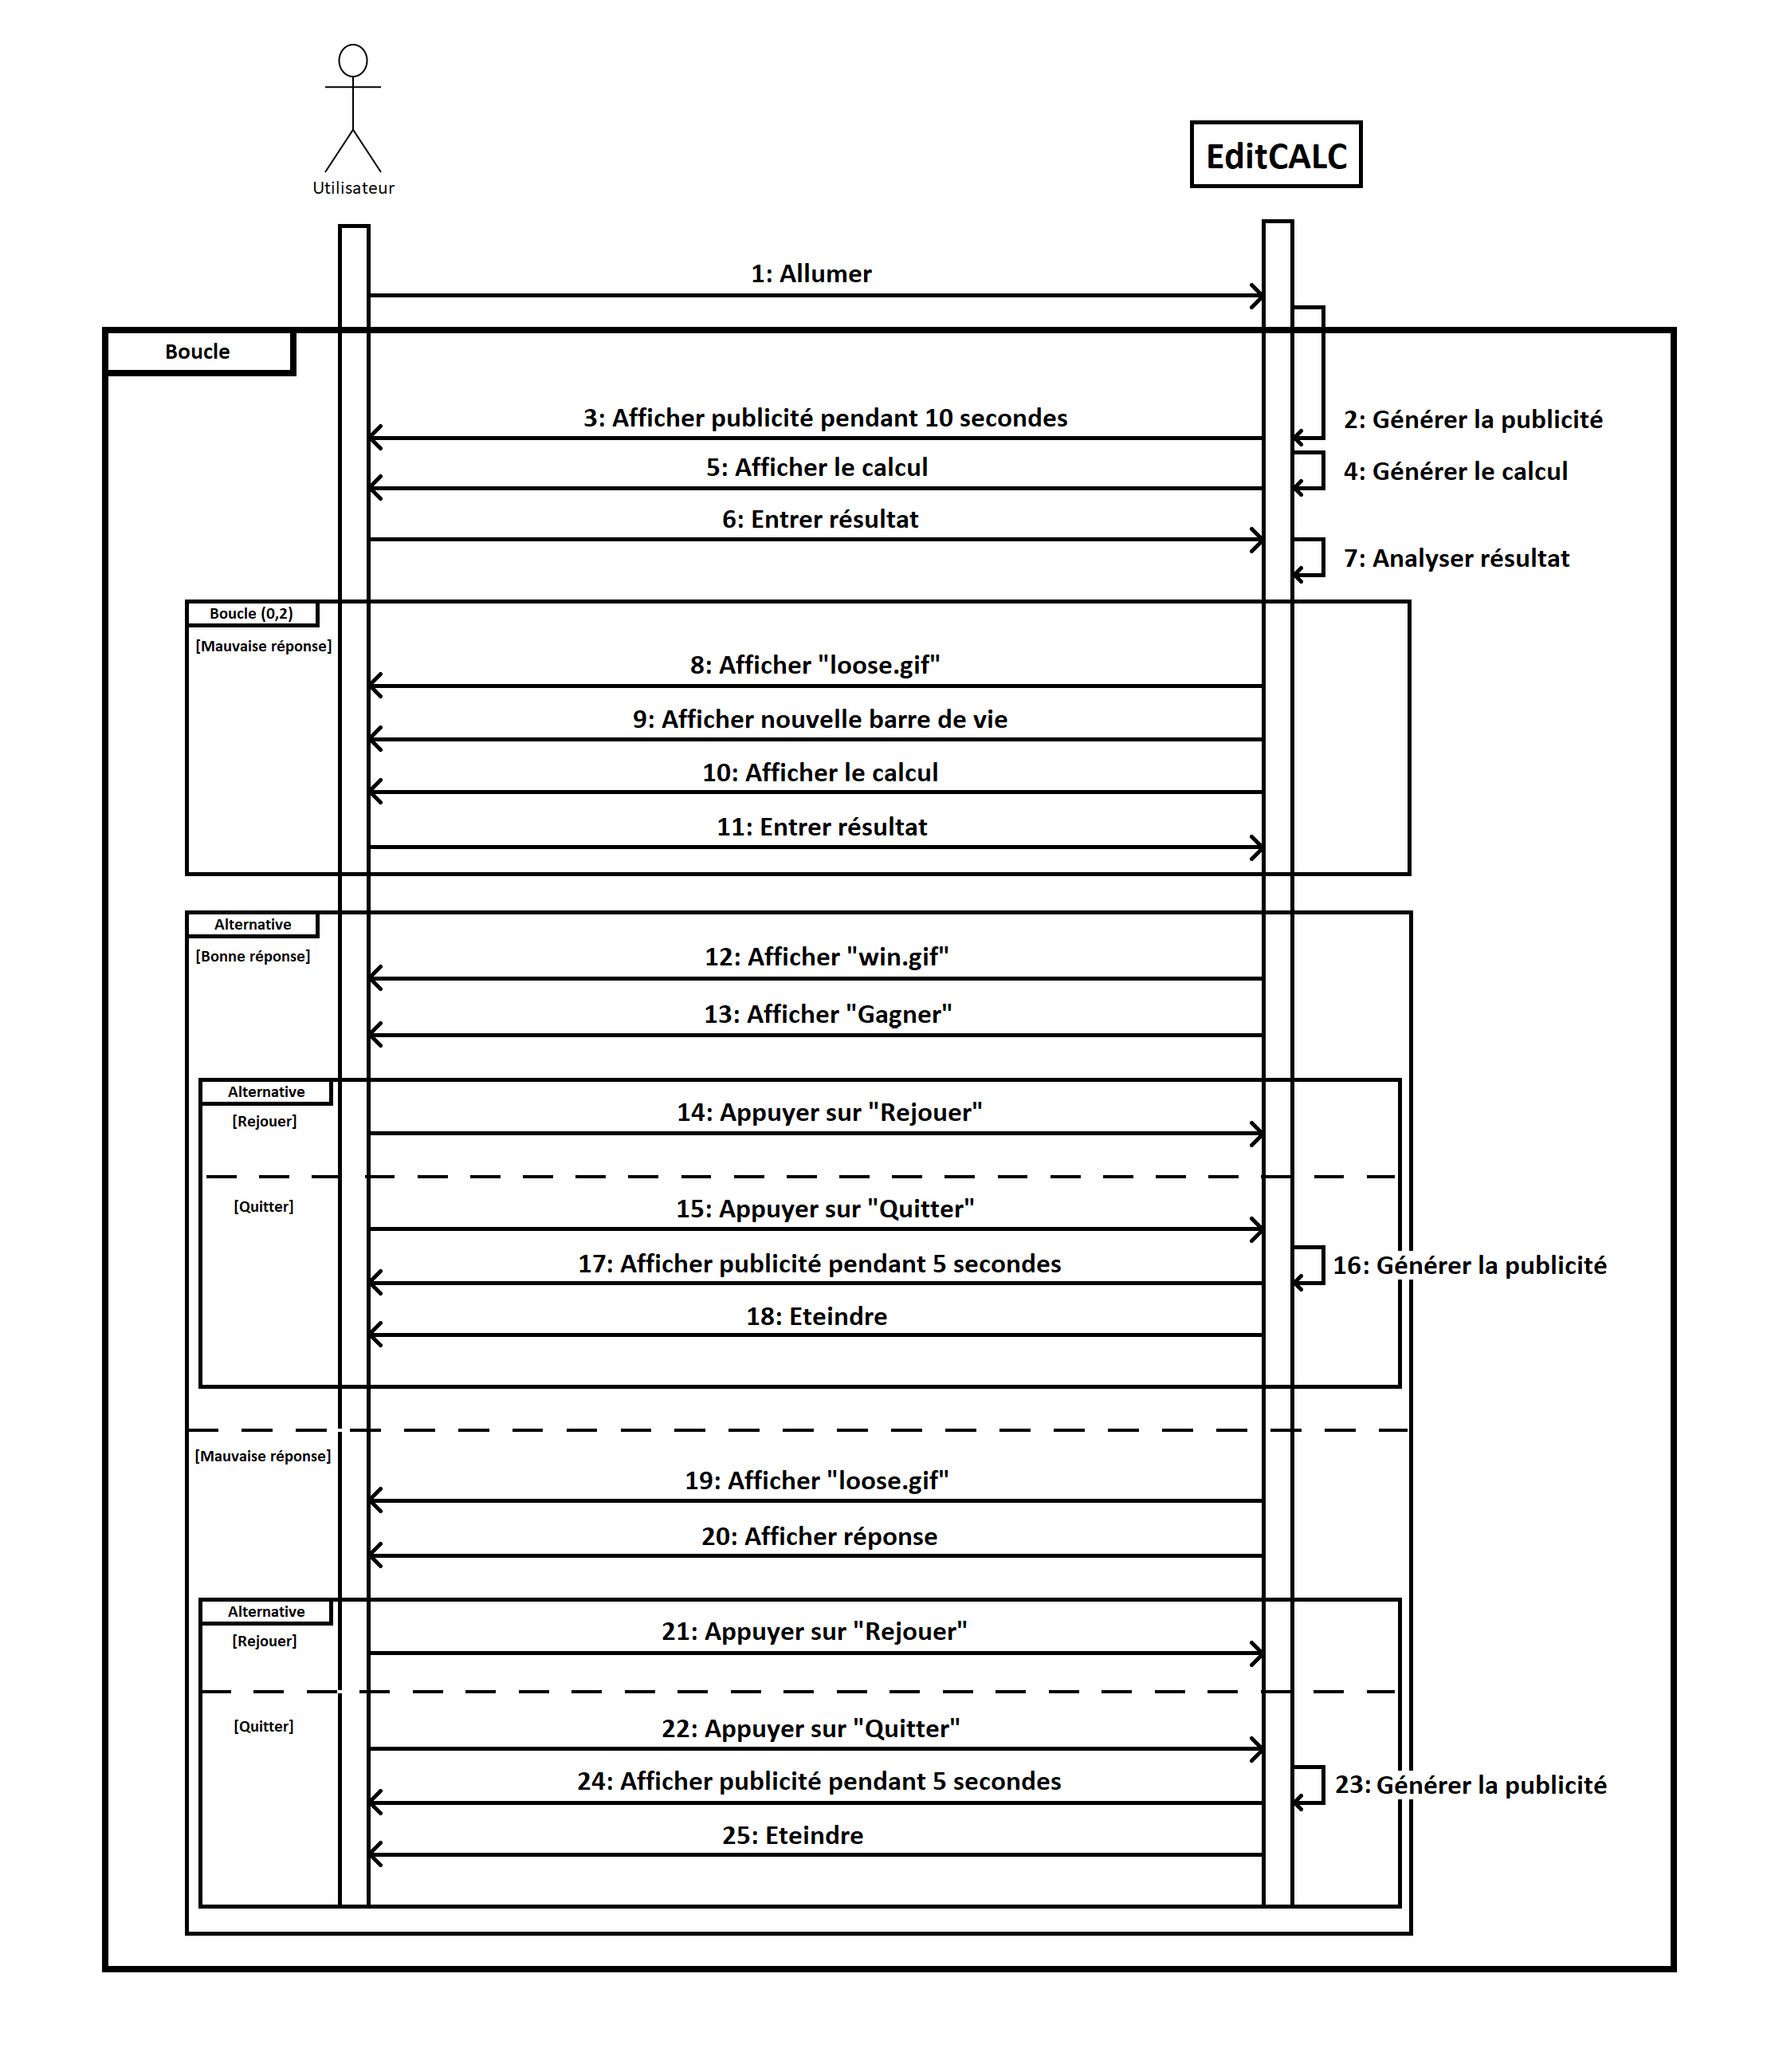 Utilisateur
EditCALC
1: Allumer
Boucle
3: Afficher publicité pendant 10 secondes
2: Générer la publicité
5: Afficher le calcul
4: Générer le calcul
6: Entrer résultat
7: Analyser résultat
Boucle (0,2)
[Mauvaise réponse]
8: Afficher "loose.gif"
9: Afficher nouvelle barre de vie
10: Afficher le calcul
11: Entrer résultat
Alternative
[Bonne réponse]
12: Afficher "win.gif"
13: Afficher "Gagner"
Alternative
[Rejouer]
14: Appuyer sur "Rejouer"
[Quitter]
15: Appuyer sur "Quitter"
17: Afficher publicité pendant 5 secondes
16: Générer la publicité
18: Eteindre
[Mauvaise réponse]
19: Afficher "loose.gif"
20: Afficher réponse
Alternative
[Rejouer]
21: Appuyer sur "Rejouer"
[Quitter]
22: Appuyer sur "Quitter"
24: Afficher publicité pendant 5 secondes
23: Générer la publicité
25: Eteindre